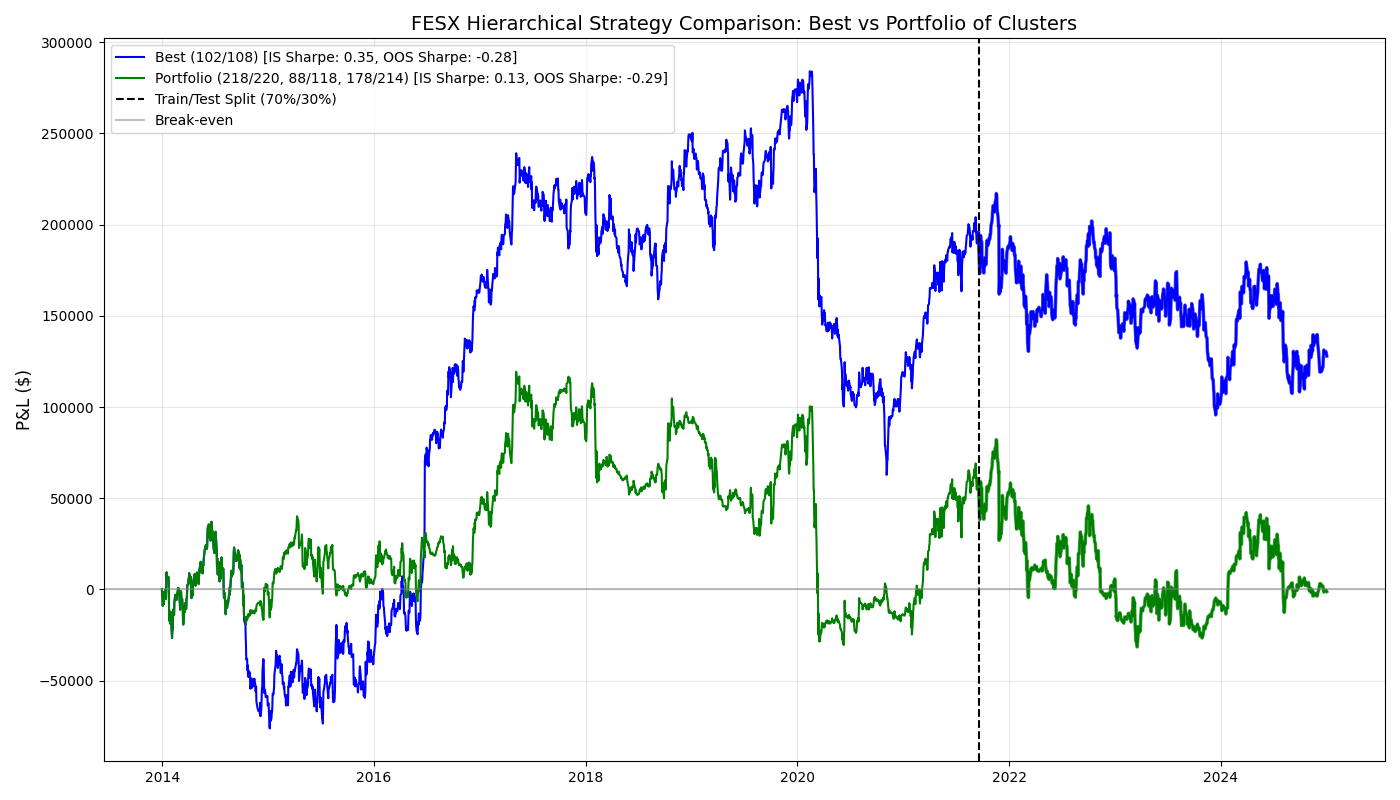 FESX Hierarchical Strategy Comparison: Best vs Portfolio of Clusters
Best (102/108) [IS Sharpe: 0.35, OOS Sharpe: -0.28]
Portfolio (218/220, 88/118, 178/214) [IS Sharpe: 0.13, OOS Sharpe: -0.29]
Train/Test Split (70%/30%)
Break-even
P&L ($)
300000
250000
200000
150000
100000
50000
0
−50000
2014
2016
2018
2020
2022
2024